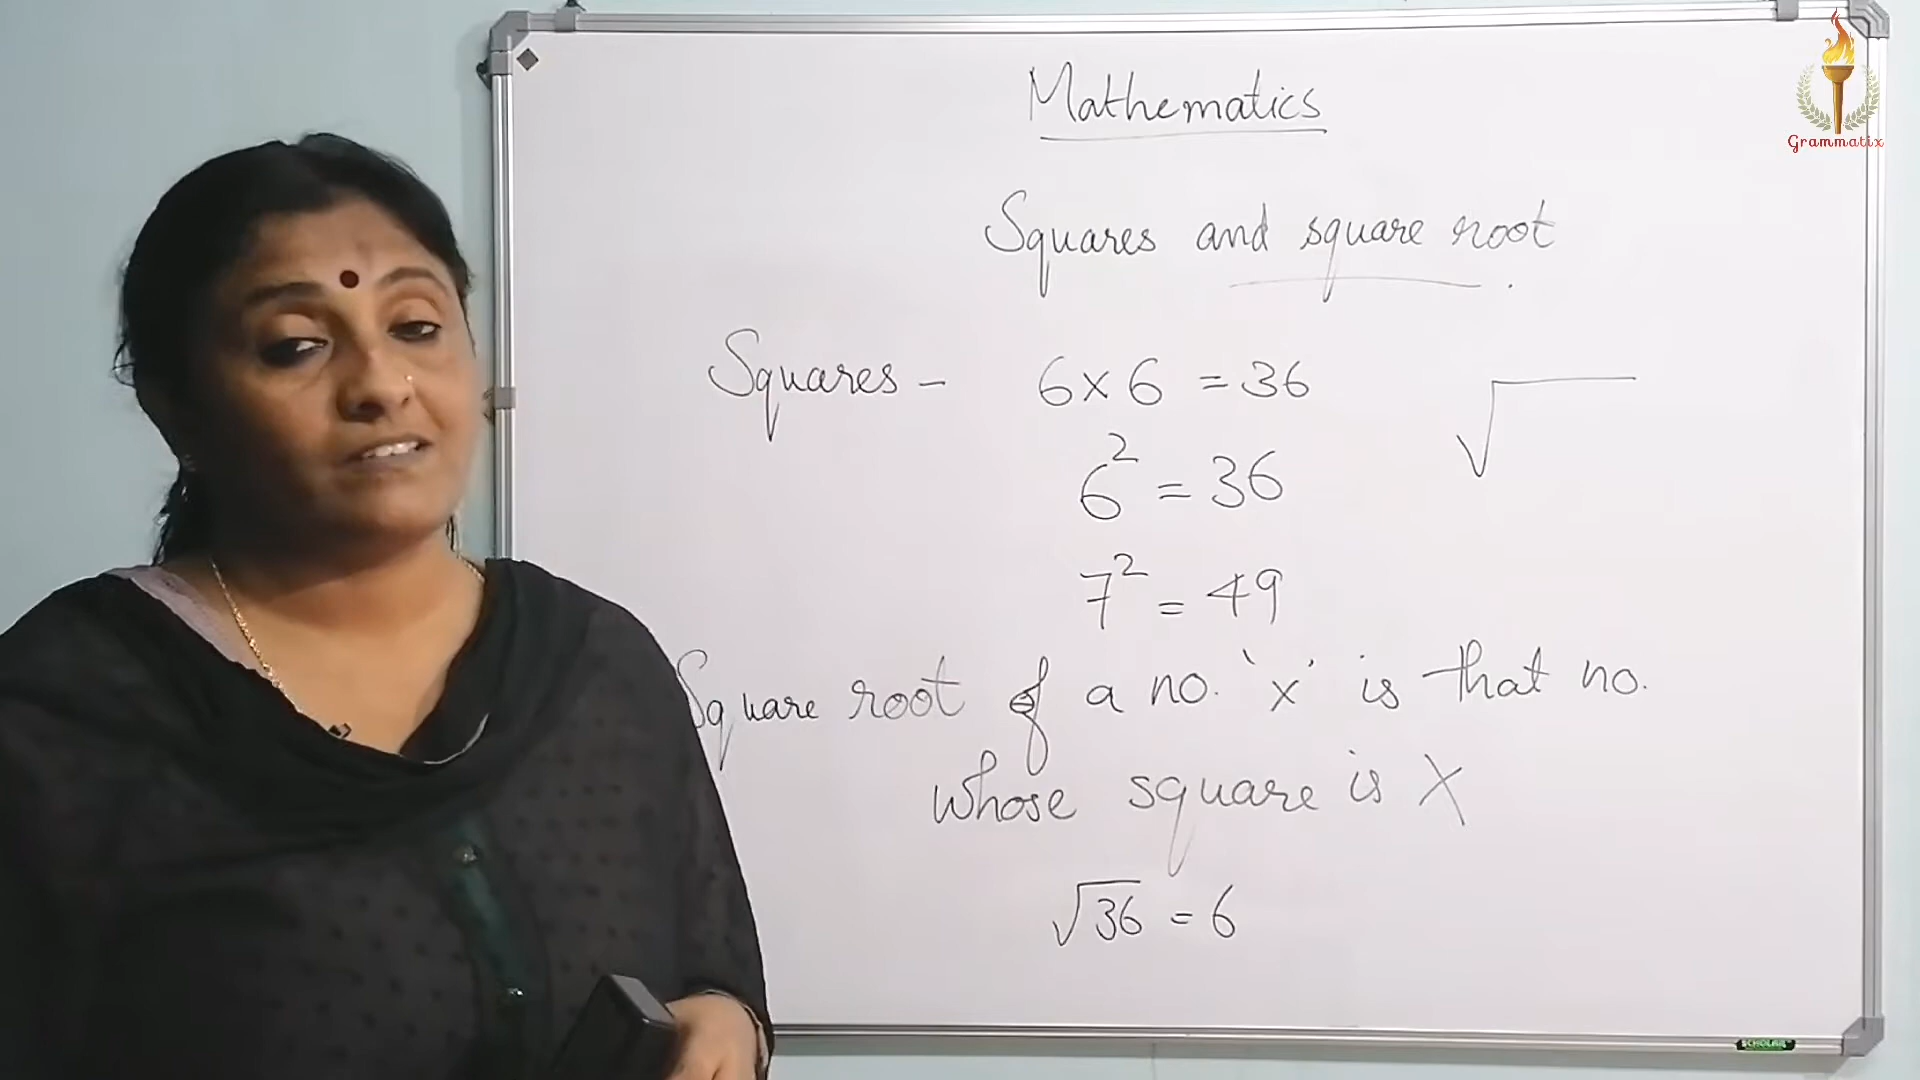 Mathematics
Grammatix
Squares and square root
Squares - 6 x 6 = 36
√
6² = 36
7² = 49
Square root of a no. 'x' is that no.
whose square is X
√36 = 6
SCHOLAR